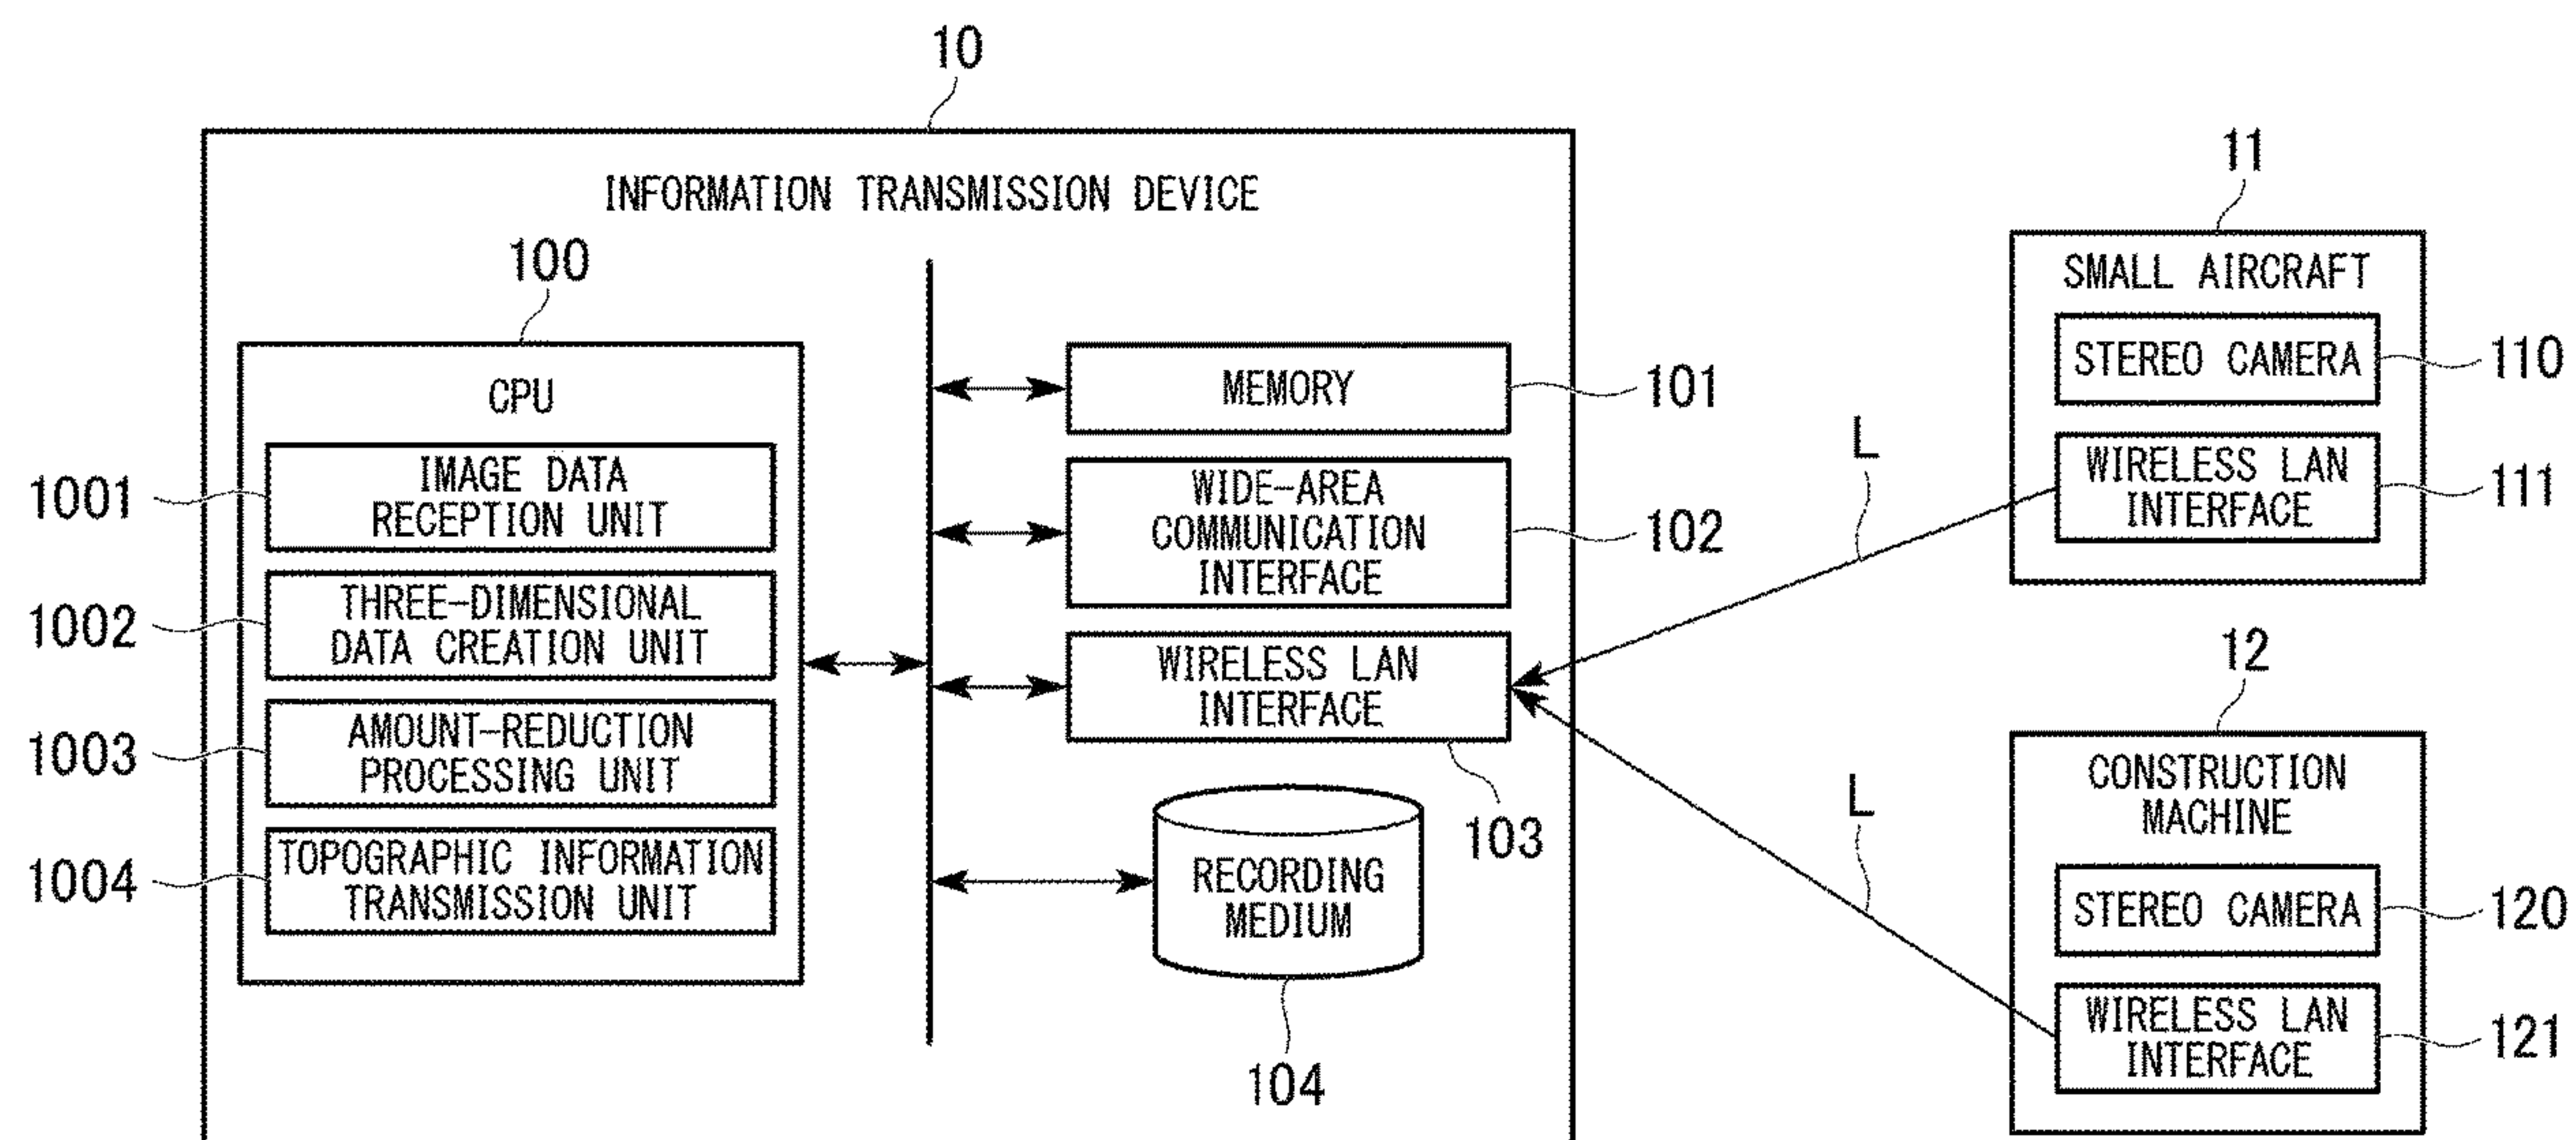 10
INFORMATION TRANSMISSION DEVICE
100
CPU
1001
IMAGE DATA
RECEPTION UNIT
1002
THREE-DIMENSIONAL
DATA CREATION UNIT
1003
AMOUNT-REDUCTION
PROCESSING UNIT
1004
TOPOGRAPHIC INFORMATION
TRANSMISSION UNIT
MEMORY
101
WIDE-AREA
COMMUNICATION
INTERFACE
102
WIRELESS LAN
INTERFACE
103
RECORDING
MEDIUM
104
L
L
11
SMALL AIRCRAFT
STEREO CAMERA
110
WIRELESS LAN
INTERFACE
111
12
CONSTRUCTION
MACHINE
STEREO CAMERA
120
WIRELESS LAN
INTERFACE
121